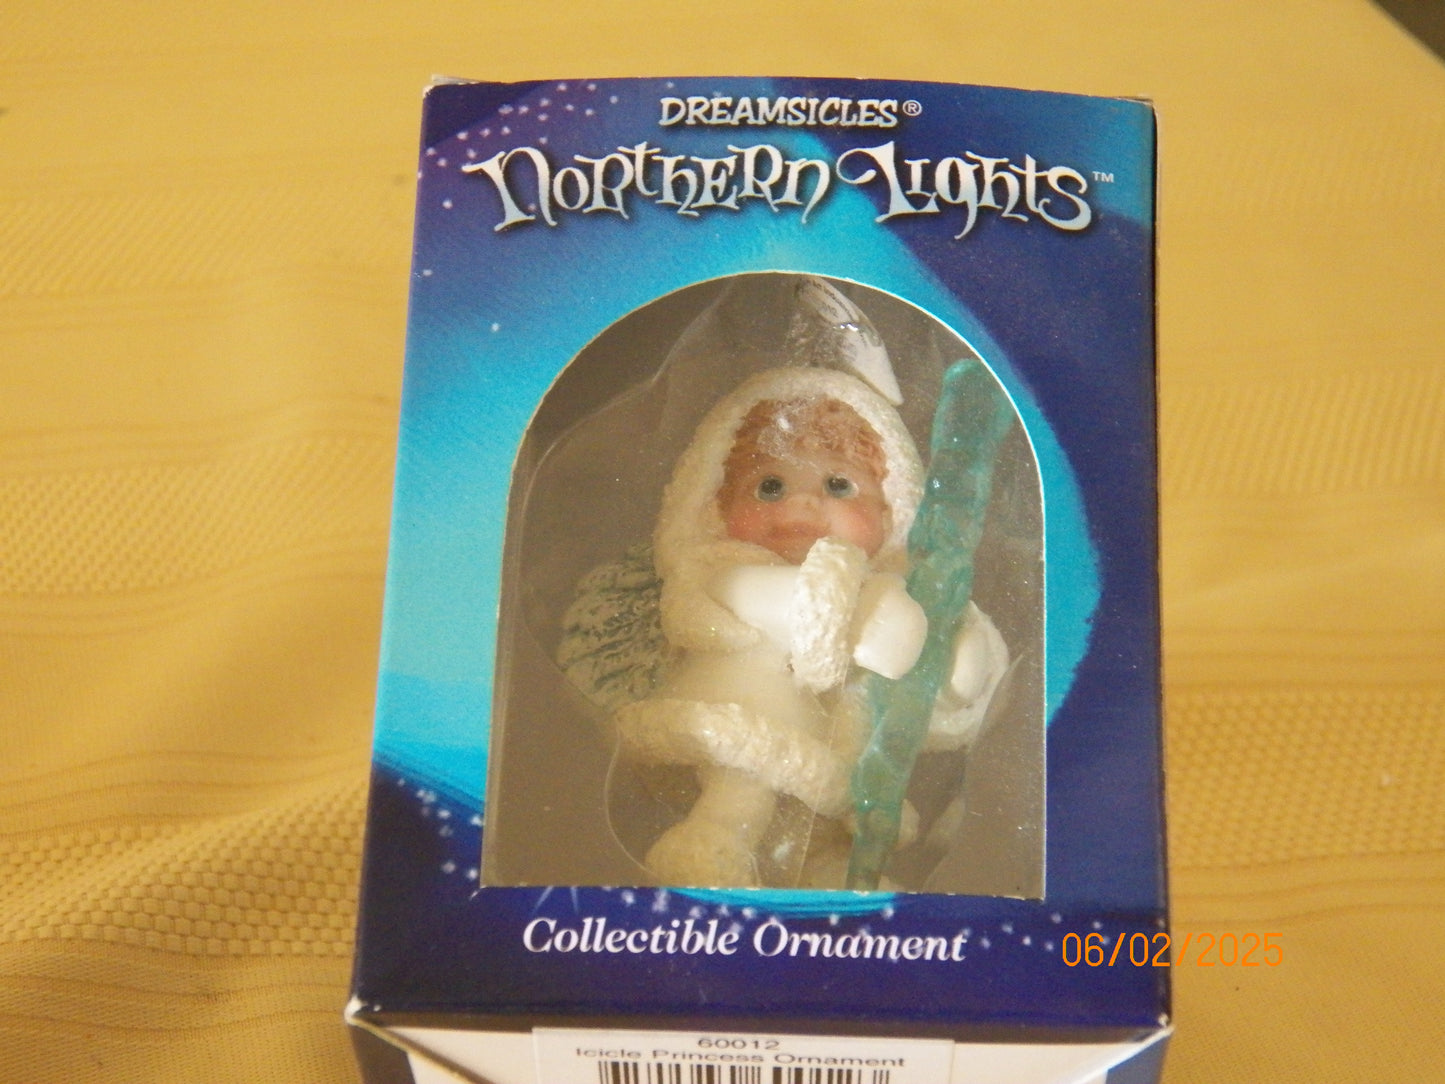 DREAMSICLES®
NORTHERN LIGHTS™
Collectible Ornament
06/02/2025
60012
Icicle Princess Ornament